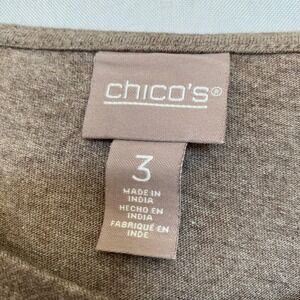 chico's®
3
MADE IN
INDIA
HECHO EN
INDIA
FABRIQUÉ EN
INDE